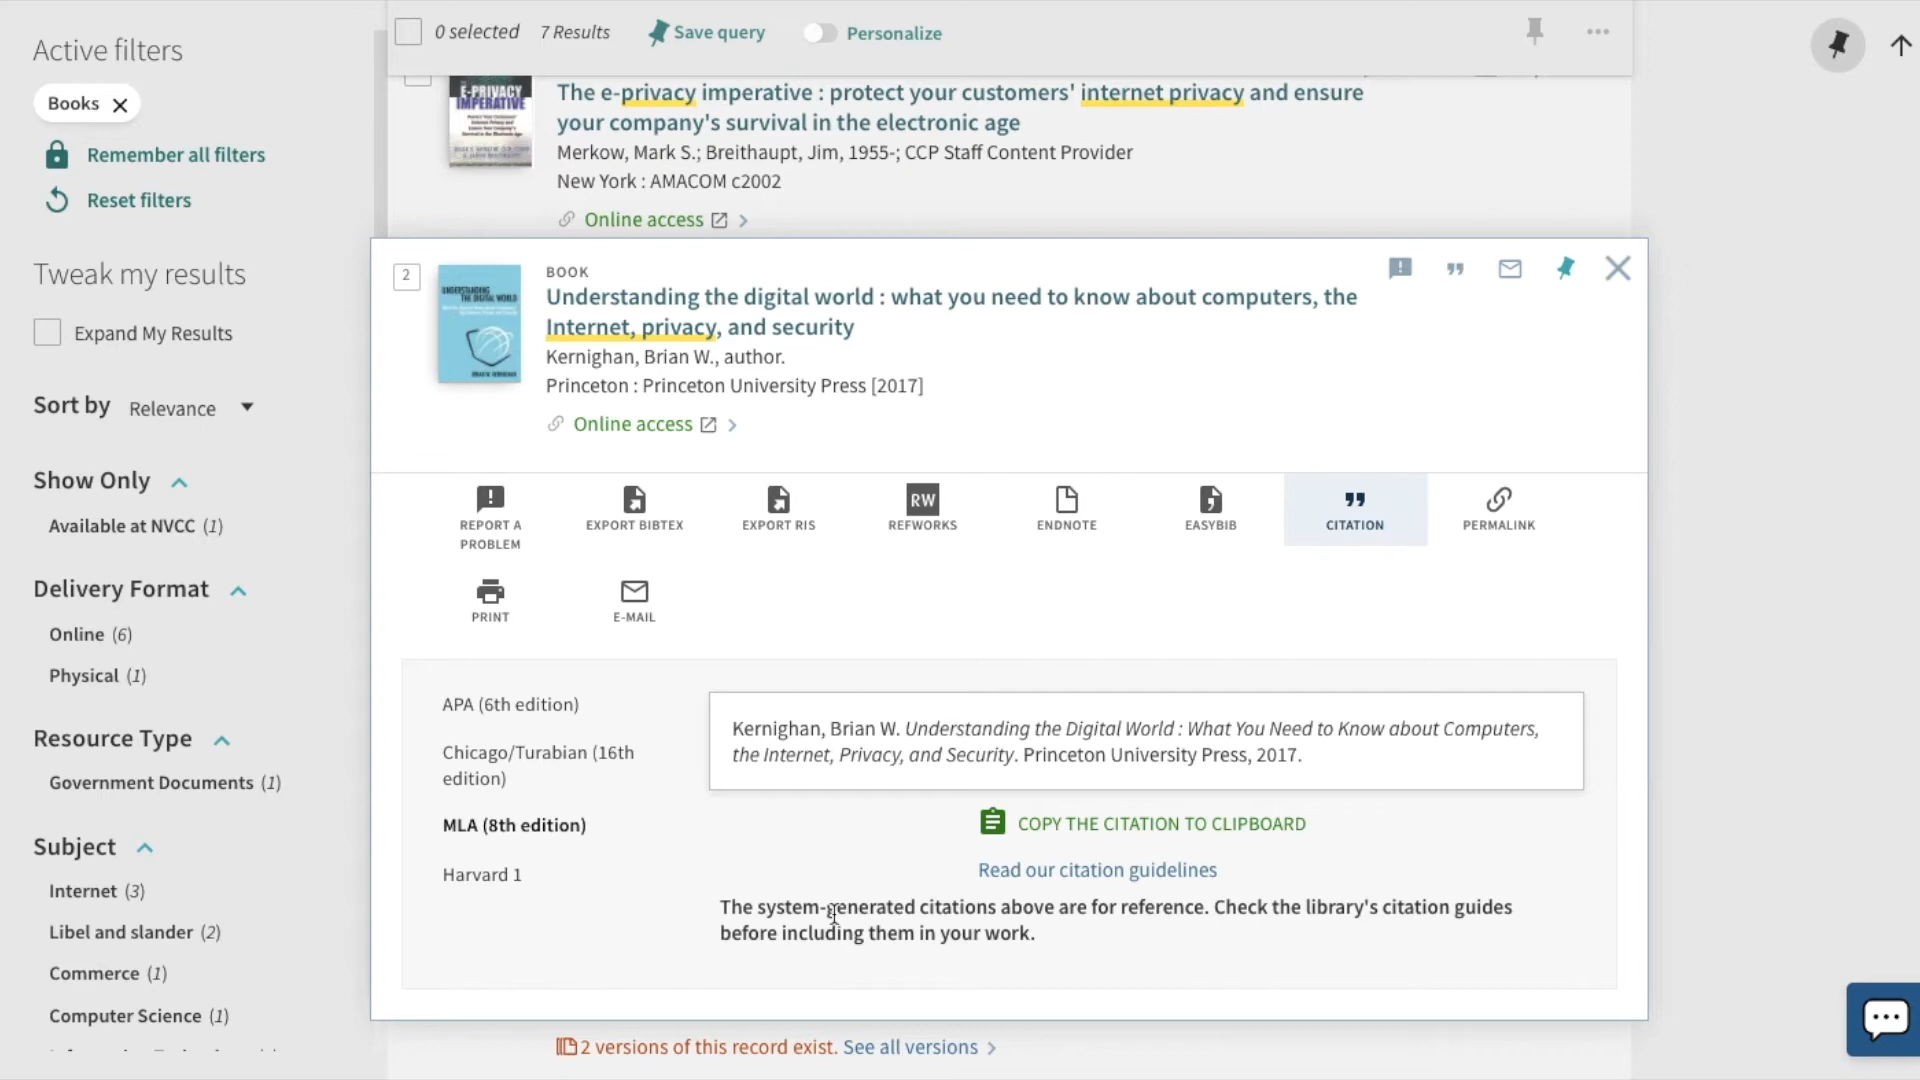 Active filters
Books
Remember all filters
Reset filters
Tweak my results
Expand My Results
Sort by Relevance
Show Only
Available at NVCC (1)
Delivery Format
Online (6)
Physical (1)
Resource Type
Government Documents (1)
Subject
Internet (3)
Libel and slander (2)
Commerce (1)
Computer Science (1)
0 selected 7 Results Save query Personalize
E-PRIVACY
IMPERATIVE
The e-privacy imperative : protect your customers' internet privacy and ensure
your company's survival in the electronic age
Merkow, Mark S.; Breithaupt, Jim, 1955-; CCP Staff Content Provider
New York : AMACOM c2002
Online access
2
UNDERSTANDING
THE DIGITAL WORLD
BRIAN W. KERNIGHAN
BOOK
Understanding the digital world : what you need to know about computers, the
Internet, privacy, and security
Kernighan, Brian W., author.
Princeton : Princeton University Press [2017]
Online access
REPORT A
PROBLEM
EXPORT BIBTEX
EXPORT RIS
RW
REFWORKS
ENDNOTE
EASYBIB
CITATION
PERMALINK
PRINT
E-MAIL
APA (6th edition)
Chicago/Turabian (16th
edition)
MLA (8th edition)
Harvard 1
Kernighan, Brian W. Understanding the Digital World : What You Need to Know about Computers,
the Internet, Privacy, and Security. Princeton University Press, 2017.
COPY THE CITATION TO CLIPBOARD
Read our citation guidelines
The system-generated citations above are for reference. Check the library's citation guides
before including them in your work.
2 versions of this record exist. See all versions